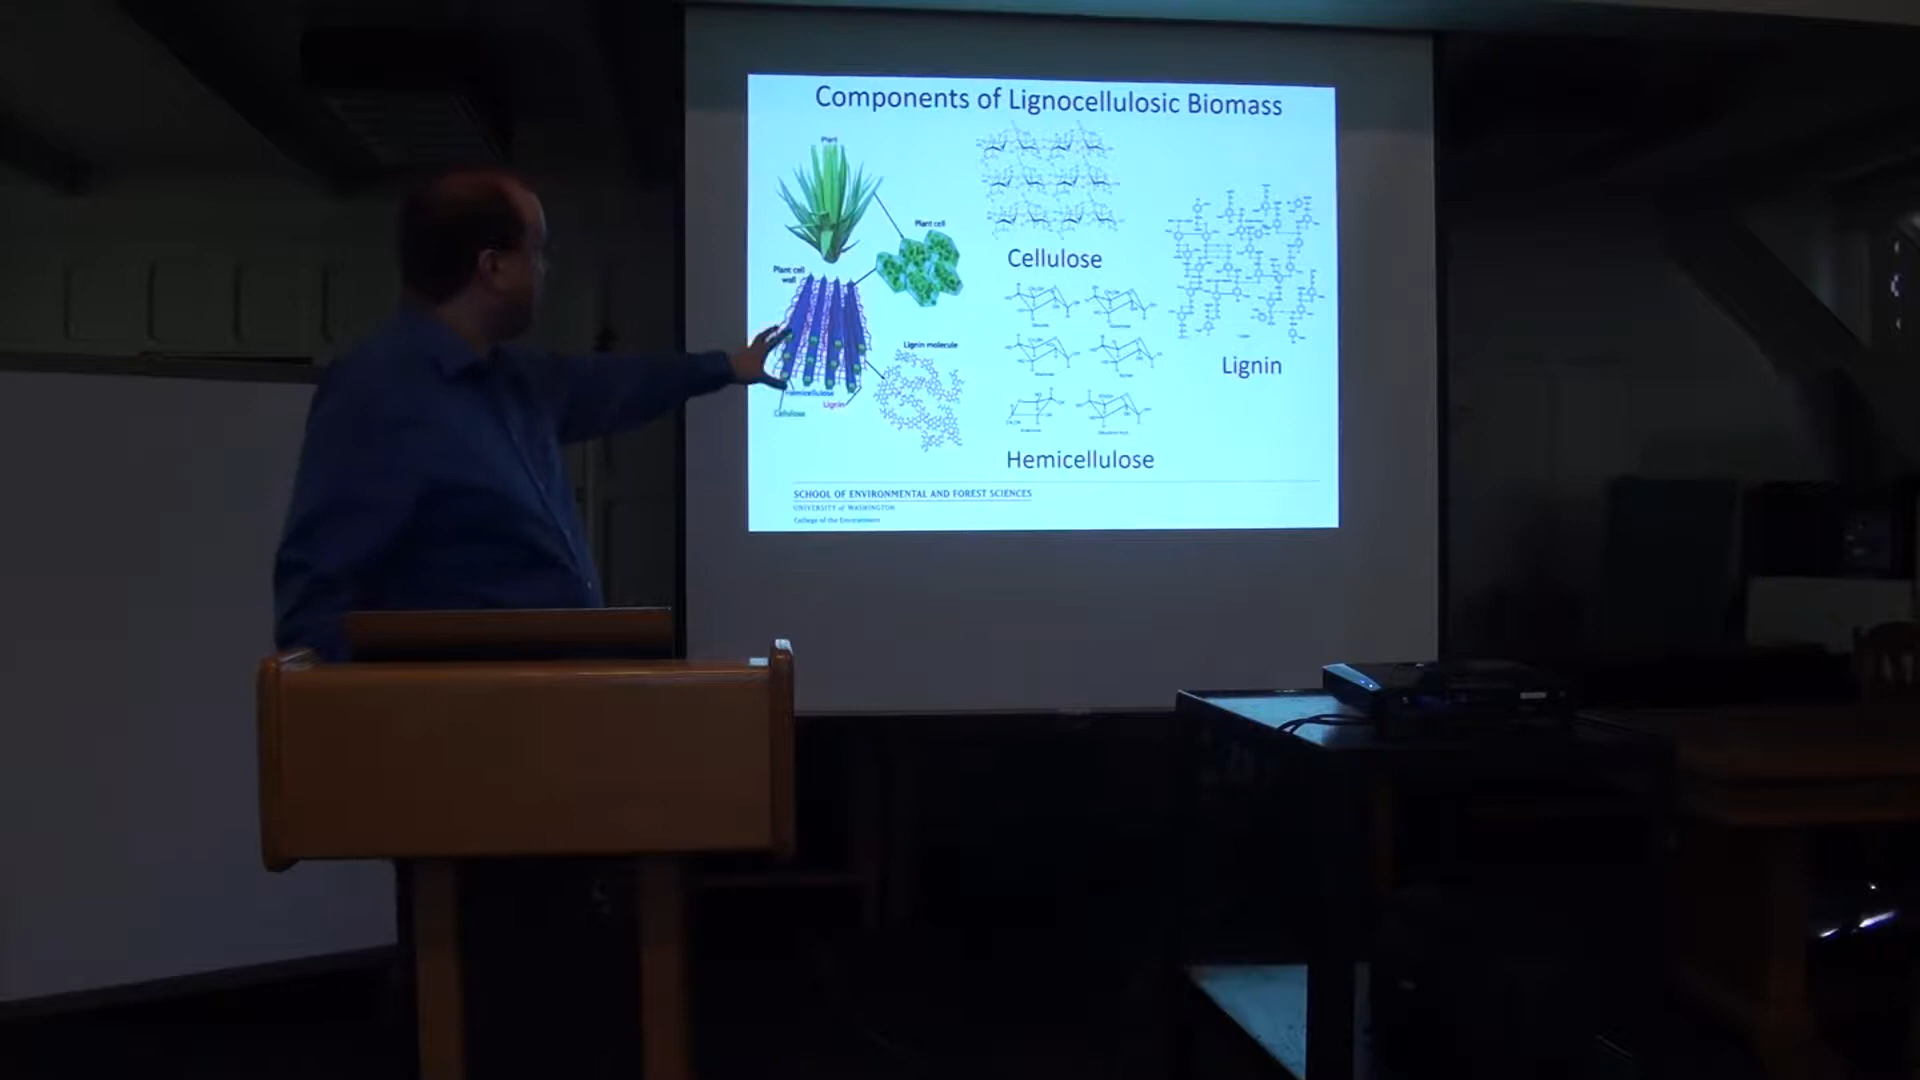 Components of Lignocellulosic Biomass
Plant
Plant cell
Plant cell
wall
Lignin molecule
Hemicellulose
Lignin
Cellulose
Cellulose
Hemicellulose
Lignin
SCHOOL OF ENVIRONMENTAL AND FOREST SCIENCES
UNIVERSITY of WASHINGTON
College of the Environment